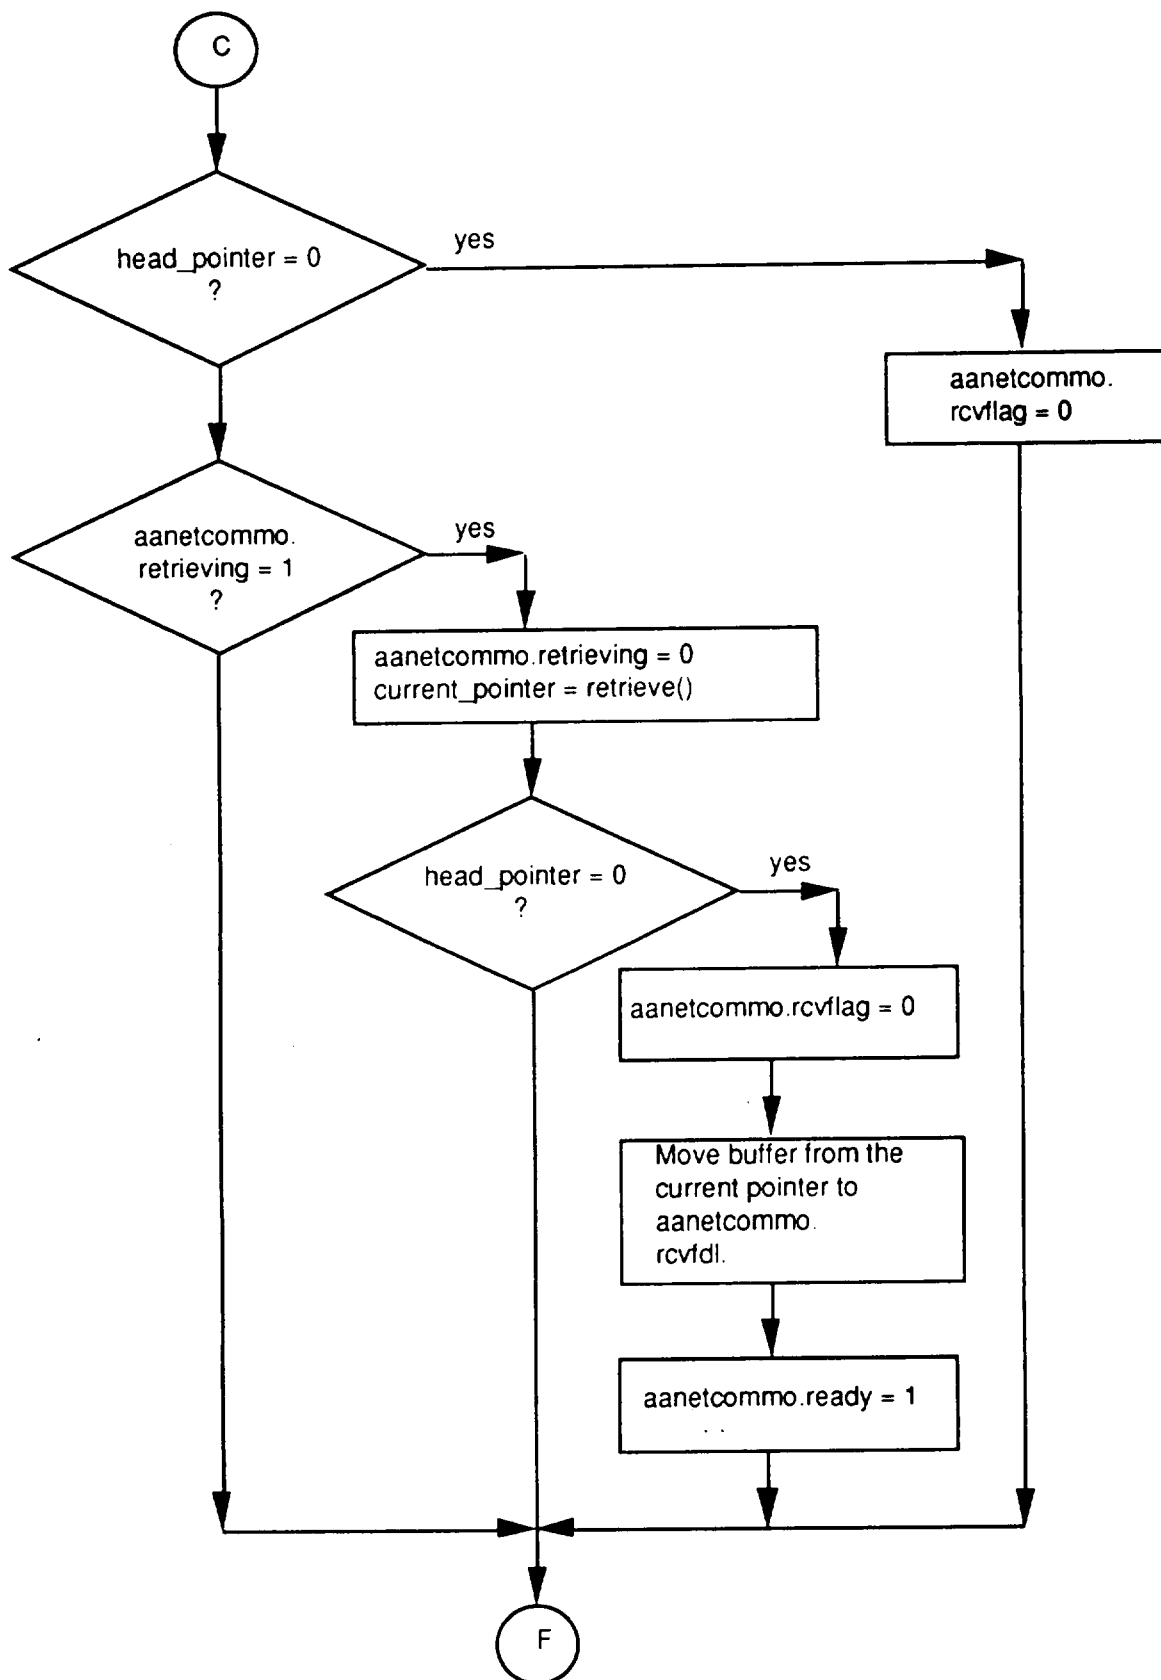 C
head_pointer = 0
?
yes
aanetcommo.
rcvflag = 0
aanetcommo.
retrieving = 1
?
yes
aanetcommo.retrieving = 0
current_pointer = retrieve()
head_pointer = 0
?
yes
aanetcommo.rcvflag = 0
Move buffer from the
current pointer to
aanetcommo.
rcvfdl.
aanetcommo.ready = 1
F